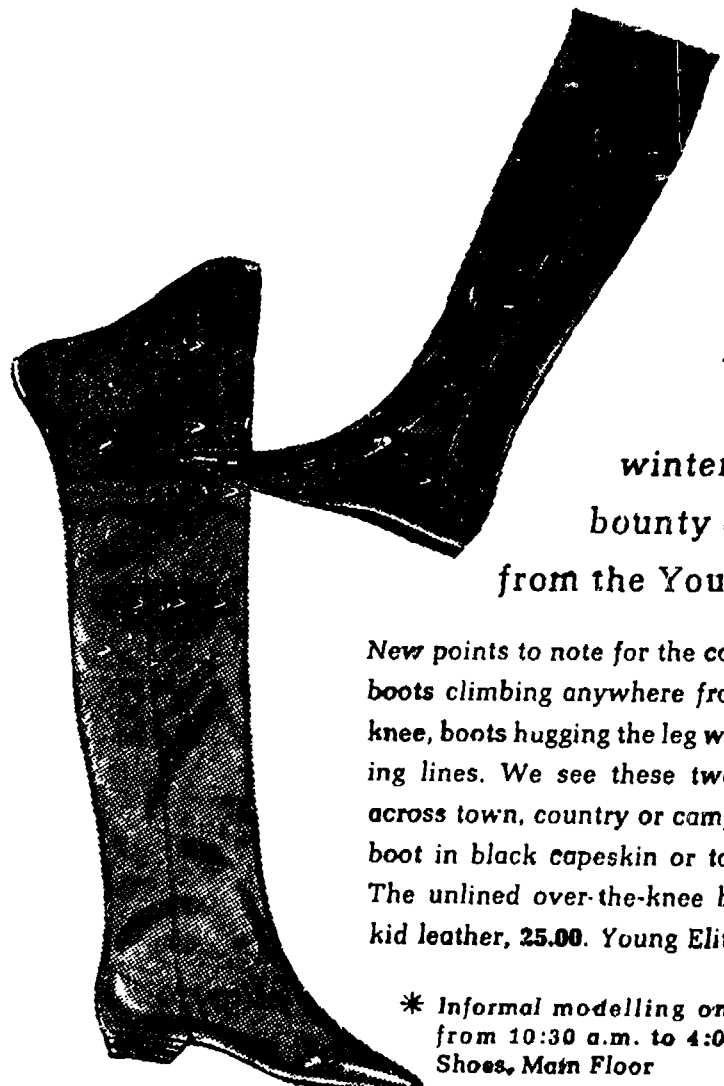 winter
bounty
from the You
New points to note for the co
boots climbing anywhere fro
knee, boots hugging the leg w
ing lines. We see these tw
across town, country or cam
boot in black capeskin or to
The unlined over-the-knee b
kid leather, 25.00. Young Elit
* Informal modelling on
from 10:30 a.m. to 4:0
Shoes, Main Floor